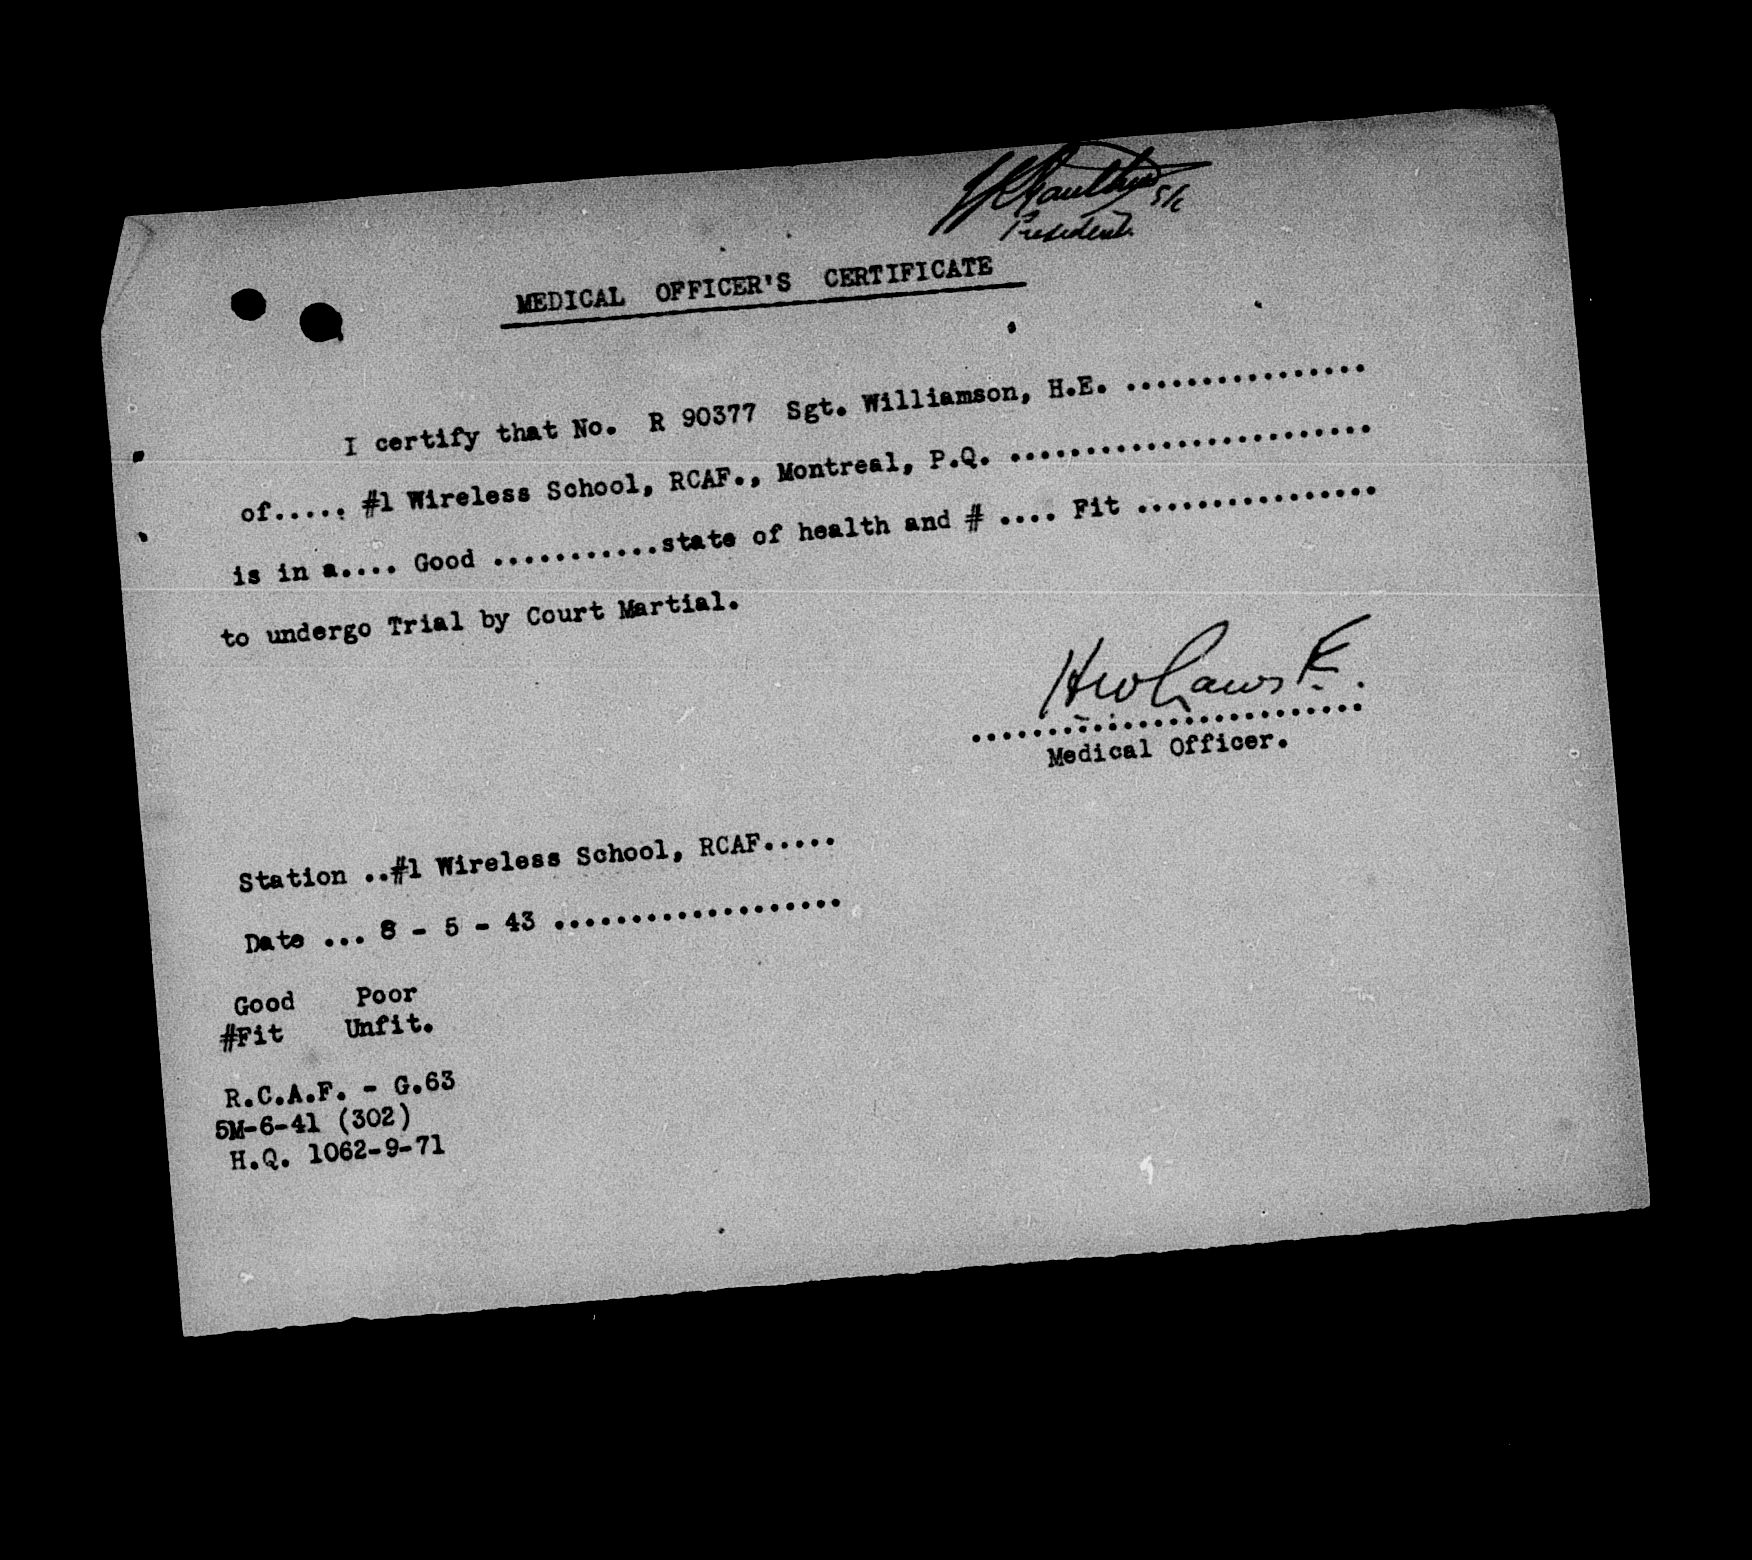 S/L
President.
MEDICAL OFFICER'S CERTIFICATE
I certify that No. R 90377 Sgt. Williamson, H.E. ................
of..... #1 Wireless School, RCAF., Montreal, P.Q. ........................
is in a.... Good ...........state of health and # .... Fit ................
to undergo Trial by Court Martial.
..........................
Medical Officer.
Station ..#1 Wireless School, RCAF.....
Date ... 8 - 5 - 43 ...................
Good Poor
#Fit Unfit.
R.C.A.F. - G.63
5M-6-41 (302)
H.Q. 1062-9-71